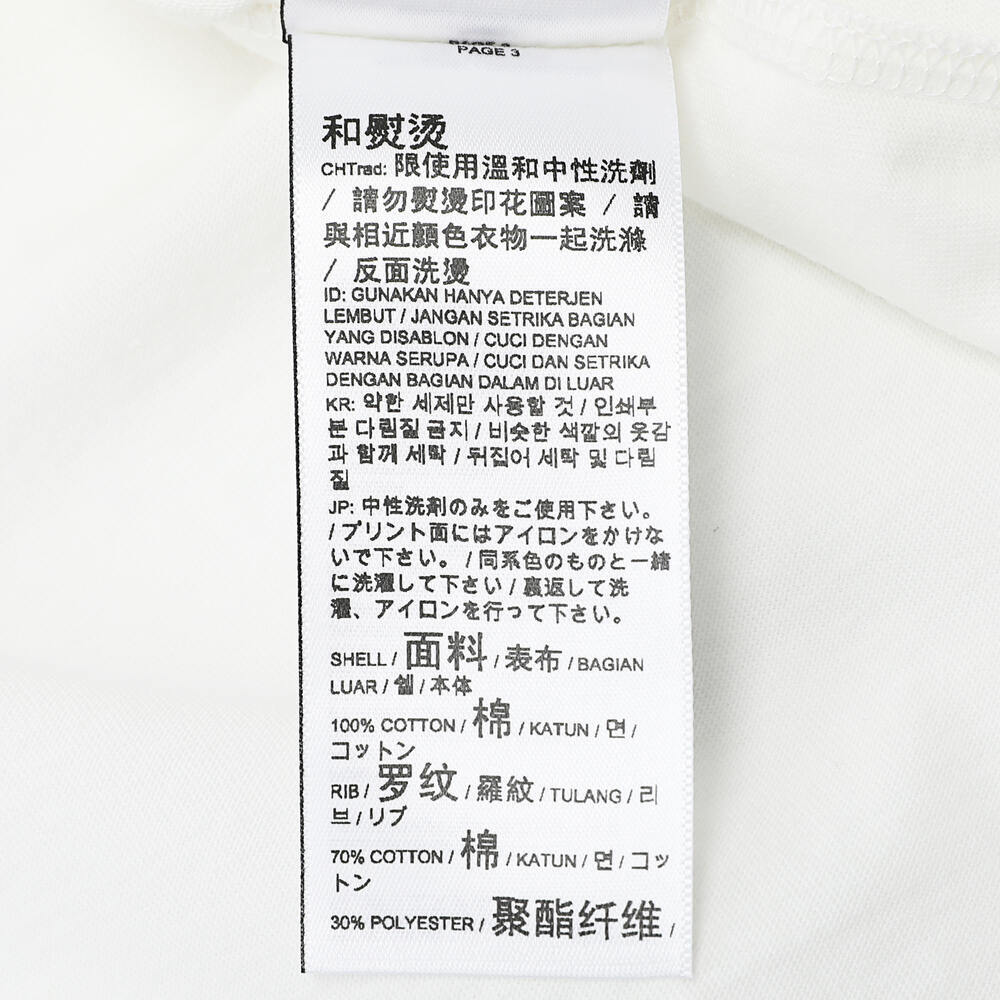 PAGE 3
和熨烫
CHTrad: 限使用溫和中性洗劑
/ 請勿熨燙印花圖案 / 請
與相近顏色衣物一起洗滌
/ 反面洗燙
ID: GUNAKAN HANYA DETERJEN
LEMBUT / JANGAN SETRIKA BAGIAN
YANG DISABLON / CUCI DENGAN
WARNA SERUPA / CUCI DAN SETRIKA
DENGAN BAGIAN DALAM DI LUAR
KR: 약한 세제만 사용할 것 / 인쇄부
분 다림질 금지 / 비슷한 색깔의 옷감
과 함께 세탁 / 뒤집어 세탁 및 다림
질
JP: 中性洗剤のみをご使用下さい。
/ プリント面にはアイロンをかけな
いで下さい。 / 同系色のものと一緒
に洗濯して下さい / 裏返して洗
濯、アイロンを行って下さい。
SHELL / 面料 / 表布 / BAGIAN
LUAR / 쉘 / 本体
100% COTTON / 棉 / KATUN / 면 /
コットン
RIB / 罗纹 / 羅紋 / TULANG / 리
브 / リブ
70% COTTON / 棉 / KATUN / 면 / コッ
トン
30% POLYESTER / 聚酯纤维 /